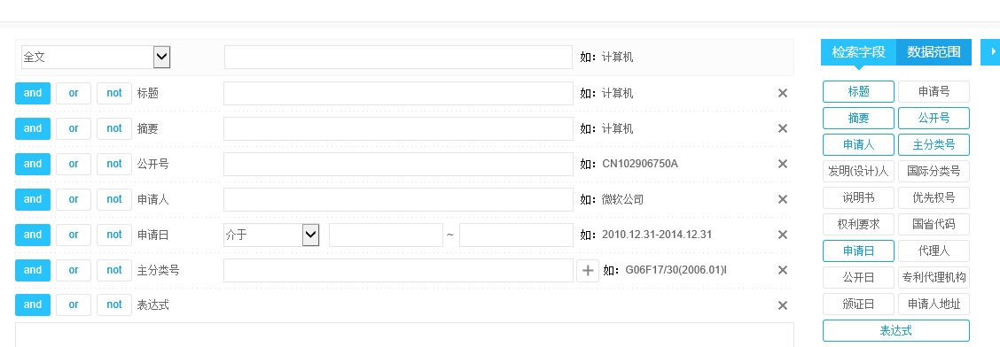 全文 如：计算机
and or not 标题 如：计算机
and or not 摘要 如：计算机
and or not 公开号 如：CN102906750A
and or not 申请人 如：微软公司
and or not 申请日 介于 ~ 如：2010.12.31-2014.12.31
and or not 主分类号 + 如：G06F17/30(2006.01)I
and or not 表达式
检索字段 数据范围
标题 申请号
摘要 公开号
申请人 主分类号
发明(设计)人 国际分类号
说明书 优先权号
权利要求 国省代码
申请日 代理人
公开日 专利代理机构
颁证日 申请人地址
表达式